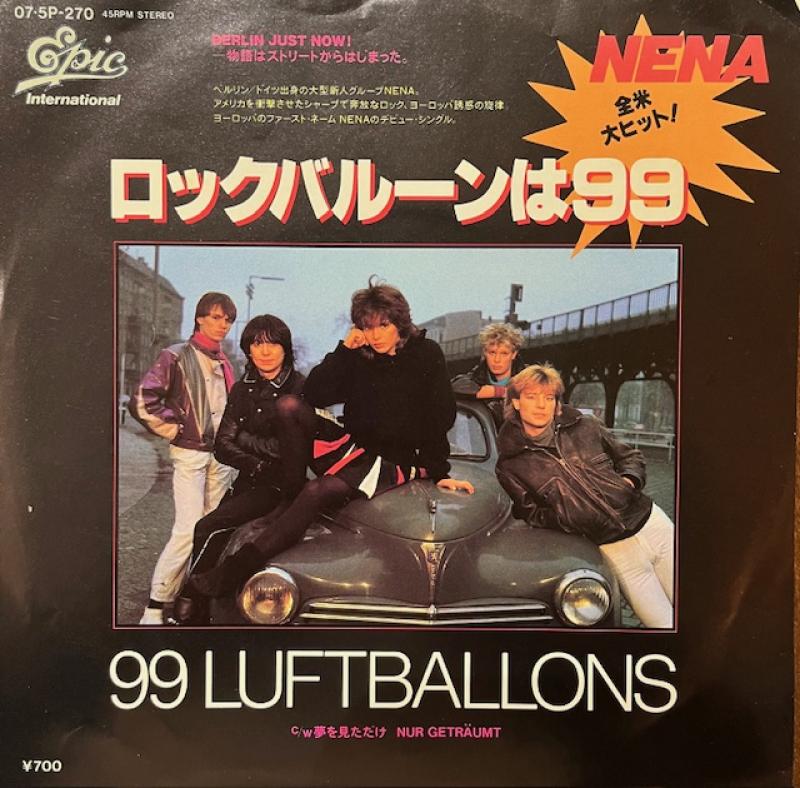 07·5P-270 45RPM STEREO
Epic
International
BERLIN JUST NOW!
—物語はストリートからはじまった。
ベルリン/ドイツ出身の大型新人グループNENA。
アメリカを衝撃させたシャープで奔放なロック、ヨーロッパ誘惑の旋律。
ヨーロッパのファースト・ネーム NENAのデビュー・シングル。
NENA
全米
大ヒット!
ロックバルーンは99
99 LUFTBALLONS
c/w 夢を見ただけ NUR GETRÄUMT
¥700